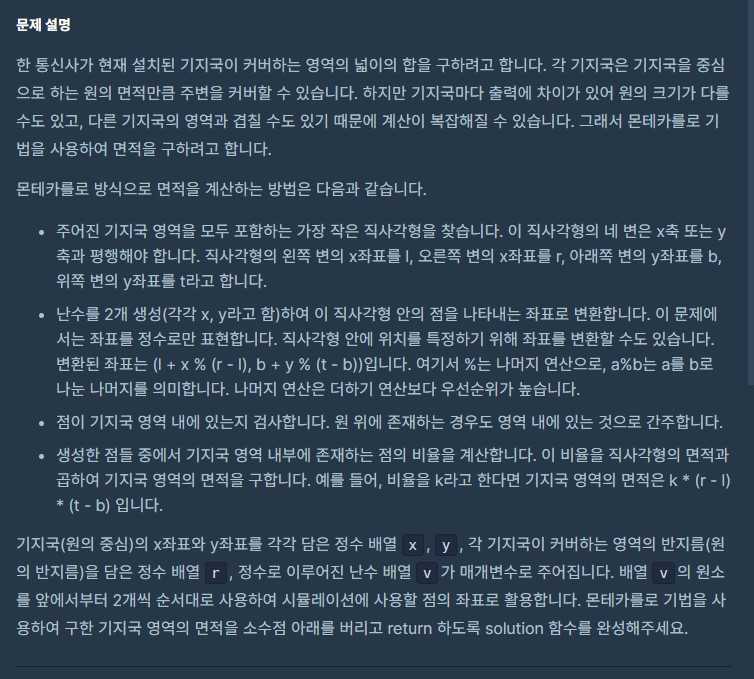 문제 설명
한 통신사가 현재 설치된 기지국이 커버하는 영역의 넓이의 합을 구하려고 합니다. 각 기지국은 기지국을 중심
으로 하는 원의 면적만큼 주변을 커버할 수 있습니다. 하지만 기지국마다 출력에 차이가 있어 원의 크기가 다를
수도 있고, 다른 기지국의 영역과 겹칠 수도 있기 때문에 계산이 복잡해질 수 있습니다. 그래서 몬테카를로 기
법을 사용하여 면적을 구하려고 합니다.
몬테카를로 방식으로 면적을 계산하는 방법은 다음과 같습니다.
• 주어진 기지국 영역을 모두 포함하는 가장 작은 직사각형을 찾습니다. 이 직사각형의 네 변은 x축 또는 y
축과 평행해야 합니다. 직사각형의 왼쪽 변의 x좌표를 l, 오른쪽 변의 x좌표를 r, 아래쪽 변의 y좌표를 b,
위쪽 변의 y좌표를 t라고 합니다.
• 난수를 2개 생성(각각 x, y라고 함)하여 이 직사각형 안의 점을 나타내는 좌표로 변환합니다. 이 문제에
서는 좌표를 정수로만 표현합니다. 직사각형 안에 위치를 특정하기 위해 좌표를 변환할 수도 있습니다.
변환된 좌표는 (l + x % (r - l), b + y % (t - b))입니다. 여기서 %는 나머지 연산으로, a%b는 a를 b로
나눈 나머지를 의미합니다. 나머지 연산은 더하기 연산보다 우선순위가 높습니다.
• 점이 기지국 영역 내에 있는지 검사합니다. 원 위에 존재하는 경우도 영역 내에 있는 것으로 간주합니다.
• 생성한 점들 중에서 기지국 영역 내부에 존재하는 점의 비율을 계산합니다. 이 비율을 직사각형의 면적과
곱하여 기지국 영역의 면적을 구합니다. 예를 들어, 비율을 k라고 한다면 기지국 영역의 면적은 k * (r - l)
* (t - b) 입니다.
기지국(원의 중심)의 x좌표와 y좌표를 각각 담은 정수 배열 x, y, 각 기지국이 커버하는 영역의 반지름(원
의 반지름)을 담은 정수 배열 r, 정수로 이루어진 난수 배열 v가 매개변수로 주어집니다. 배열 v의 원소
를 앞에서부터 2개씩 순서대로 사용하여 시뮬레이션에 사용할 점의 좌표로 활용합니다. 몬테카를로 기법을 사
용하여 구한 기지국 영역의 면적을 소수점 아래를 버리고 return 하도록 solution 함수를 완성해주세요.